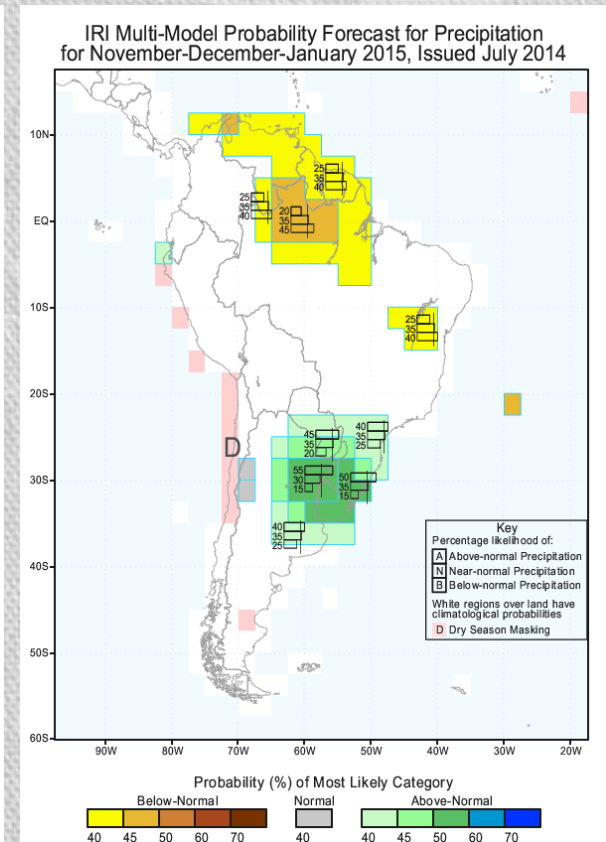 IRI Multi-Model Probability Forecast for Precipitation
for November-December-January 2015, Issued July 2014
10N
EQ
10S
20S
30S
40S
50S
60S
25
35
40
25
35
40
20
35
45
25
35
40
40
35
25
45
35
20
55
30
15
50
35
15
40
35
25
D
Key
Percentage likelihood of:
A Above-normal Precipitation
N Near-normal Precipitation
B Below-normal Precipitation
White regions over land have
climatological probabilities
D Dry Season Masking
90W 80W 70W 60W 50W 40W 30W 20W
Probability (%) of Most Likely Category
Below-Normal Normal Above-Normal
40 45 50 60 70 40 40 45 50 60 70